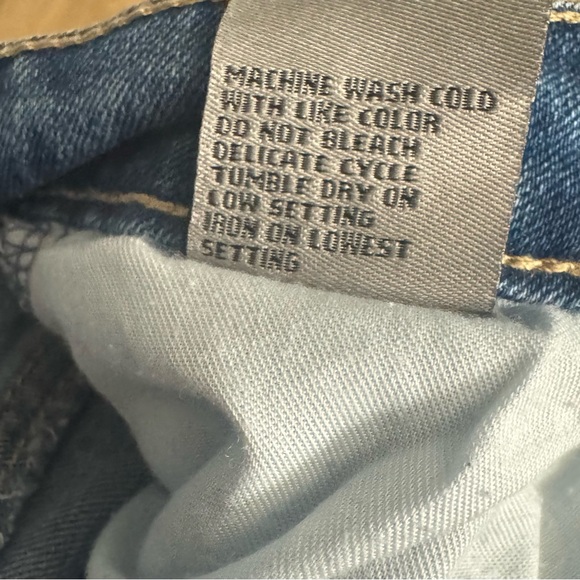 MACHINE WASH COLD
WITH LIKE COLOR
DO NOT BLEACH
DELICATE CYCLE
TUMBLE DRY ON
LOW SETTING
IRON ON LOWEST
SETTING